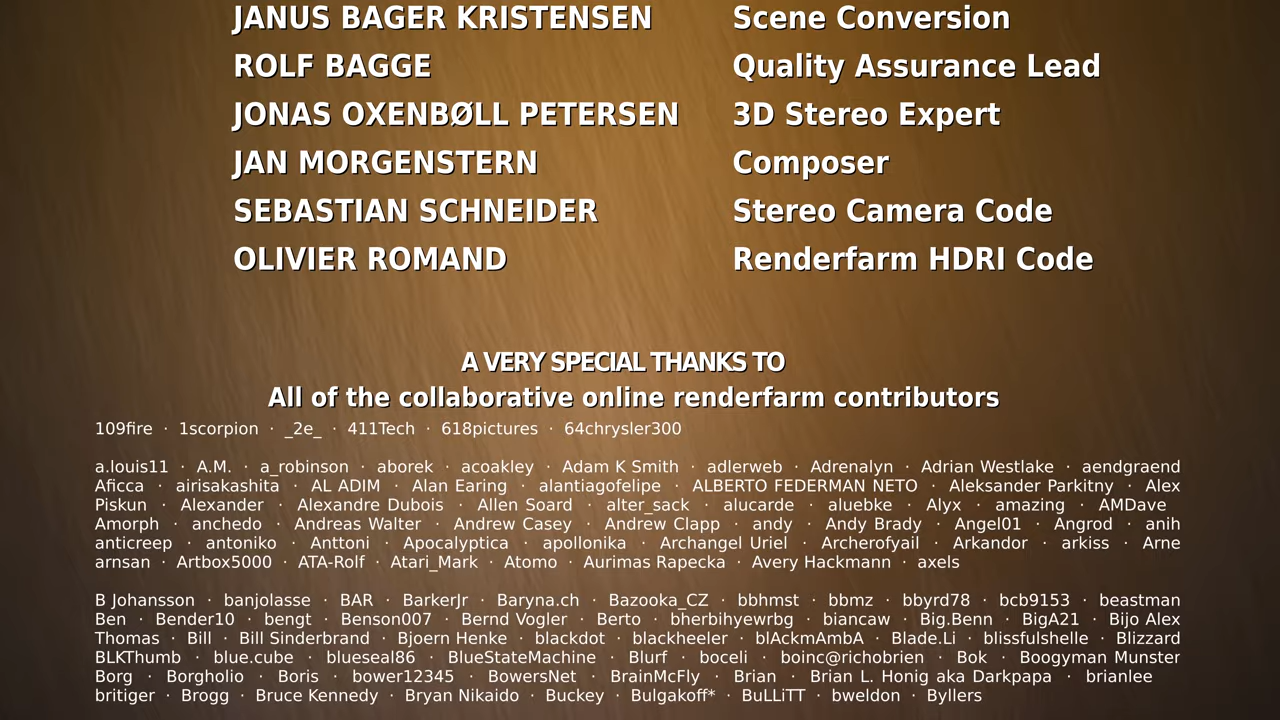 JANUS BAGER KRISTENSEN Scene Conversion
ROLF BAGGE Quality Assurance Lead
JONAS OXENBØLL PETERSEN 3D Stereo Expert
JAN MORGENSTERN Composer
SEBASTIAN SCHNEIDER Stereo Camera Code
OLIVIER ROMAND Renderfarm HDRI Code
A VERY SPECIAL THANKS TO
All of the collaborative online renderfarm contributors
109fire · 1scorpion · _2e_ · 411Tech · 618pictures · 64chrysler300
a.louis11 · A.M. · a_robinson · aborek · acoakley · Adam K Smith · adlerweb · Adrenalyn · Adrian Westlake · aendgraend
Aficca · airisakashita · AL ADIM · Alan Earing · alantiagofelipe · ALBERTO FEDERMAN NETO · Aleksander Parkitny · Alex
Piskun · Alexander · Alexandre Dubois · Allen Soard · alter_sack · alucarde · aluebke · Alyx · amazing · AMDave
Amorph · anchedo · Andreas Walter · Andrew Casey · Andrew Clapp · andy · Andy Brady · Angel01 · Angrod · anih
anticreep · antoniko · Anttoni · Apocalyptica · apollonika · Archangel Uriel · Archerofyail · Arkandor · arkiss · Arne
arnsan · Artbox5000 · ATA-Rolf · Atari_Mark · Atomo · Aurimas Rapecka · Avery Hackmann · axels
B Johansson · banjolasse · BAR · BarkerJr · Baryna.ch · Bazooka_CZ · bbhmst · bbmz · bbyrd78 · bcb9153 · beastman
Ben · Bender10 · bengt · Benson007 · Bernd Vogler · Berto · bherbihyewrbg · biancaw · Big.Benn · BigA21 · Bijo Alex
Thomas · Bill · Bill Sinderbrand · Bjoern Henke · blackdot · blackheeler · blAckmAmbA · Blade.Li · blissfulshelle · Blizzard
BLKThumb · blue.cube · blueseal86 · BlueStateMachine · Blurf · boceli · boinc@richobrien · Bok · Boogyman Munster
Borg · Borgholio · Boris · bower12345 · BowersNet · BrainMcFly · Brian · Brian L. Honig aka Darkpapa · brianlee
britiger · Brogg · Bruce Kennedy · Bryan Nikaido · Buckey · Bulgakoff* · BuLLiTT · bweldon · Byllers